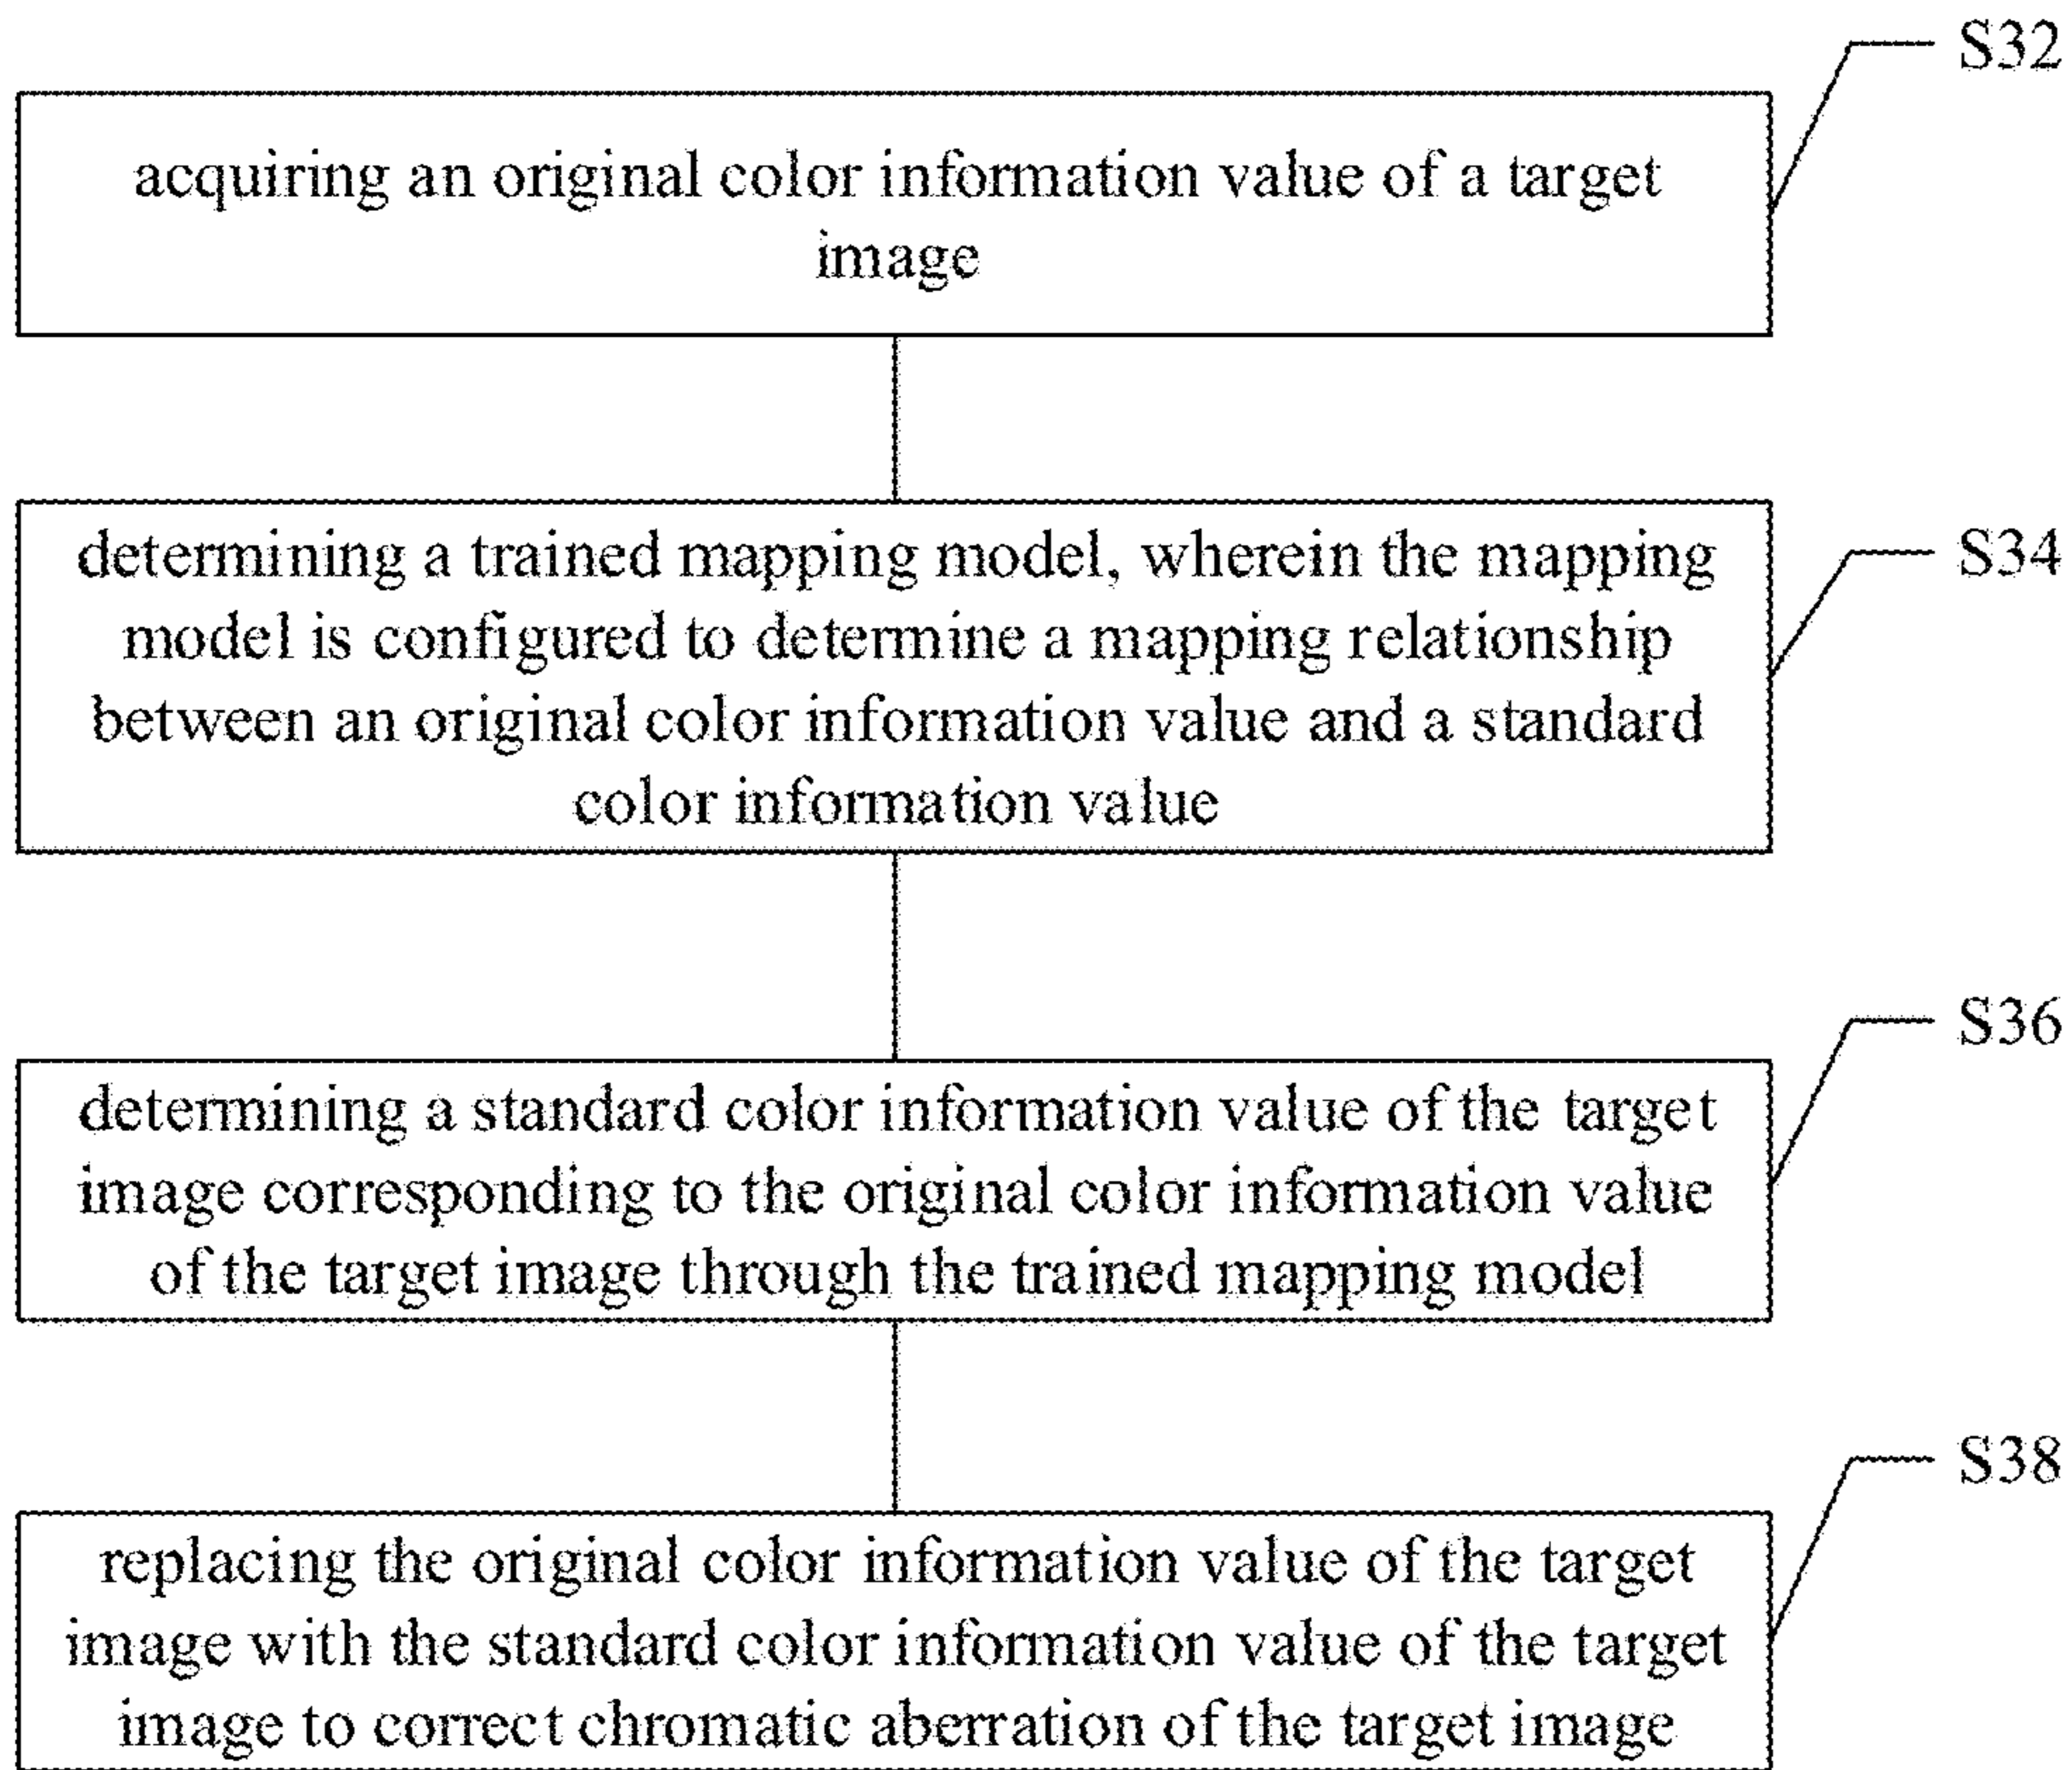 S32
acquiring an original color information value of a target
image
S34
determining a trained mapping model, wherein the mapping
model is configured to determine a mapping relationship
between an original color information value and a standard
color information value
S36
determining a standard color information value of the target
image corresponding to the original color information value
of the target image through the trained mapping model
S38
replacing the original color information value of the target
image with the standard color information value of the target
image to correct chromatic aberration of the target image